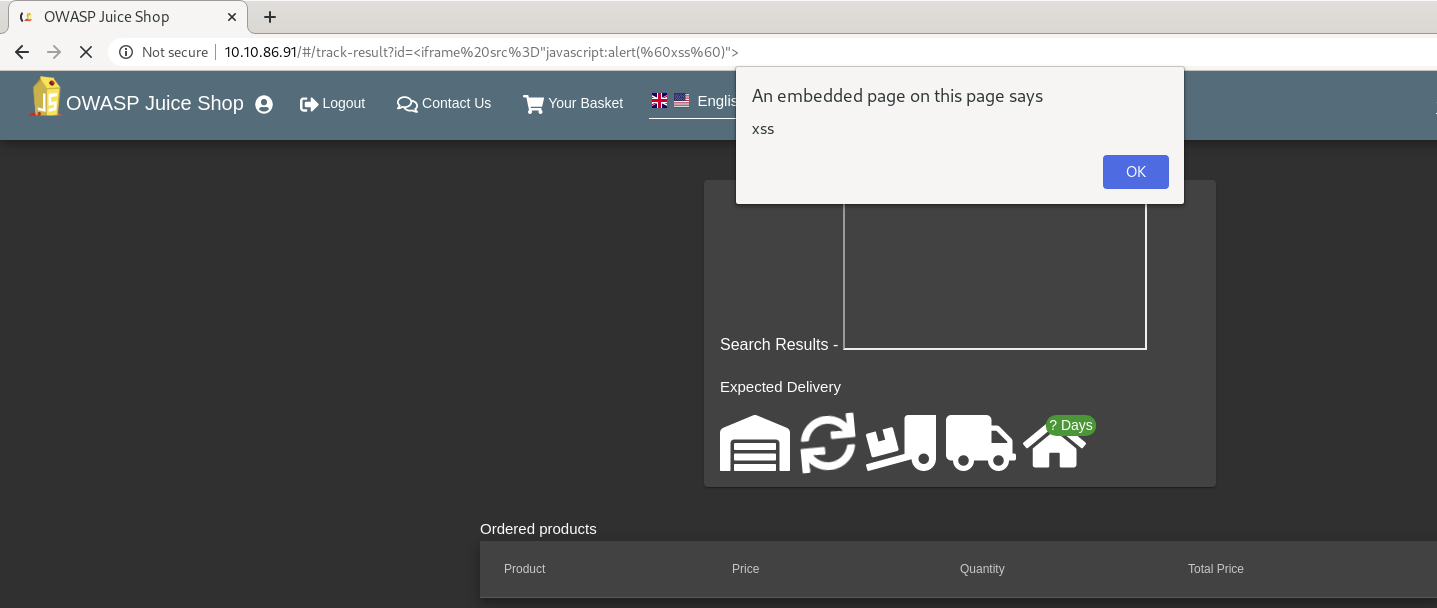 OWASP Juice Shop
Not secure 10.10.86.91/#/track-result?id=<iframe%20src%3D"javascript:alert(%60xss%60)">
JS OWASP Juice Shop Logout Contact Us Your Basket
An embedded page on this page says
xss
OK
Search Results -
Expected Delivery
? Days
Ordered products
Product Price Quantity Total Price